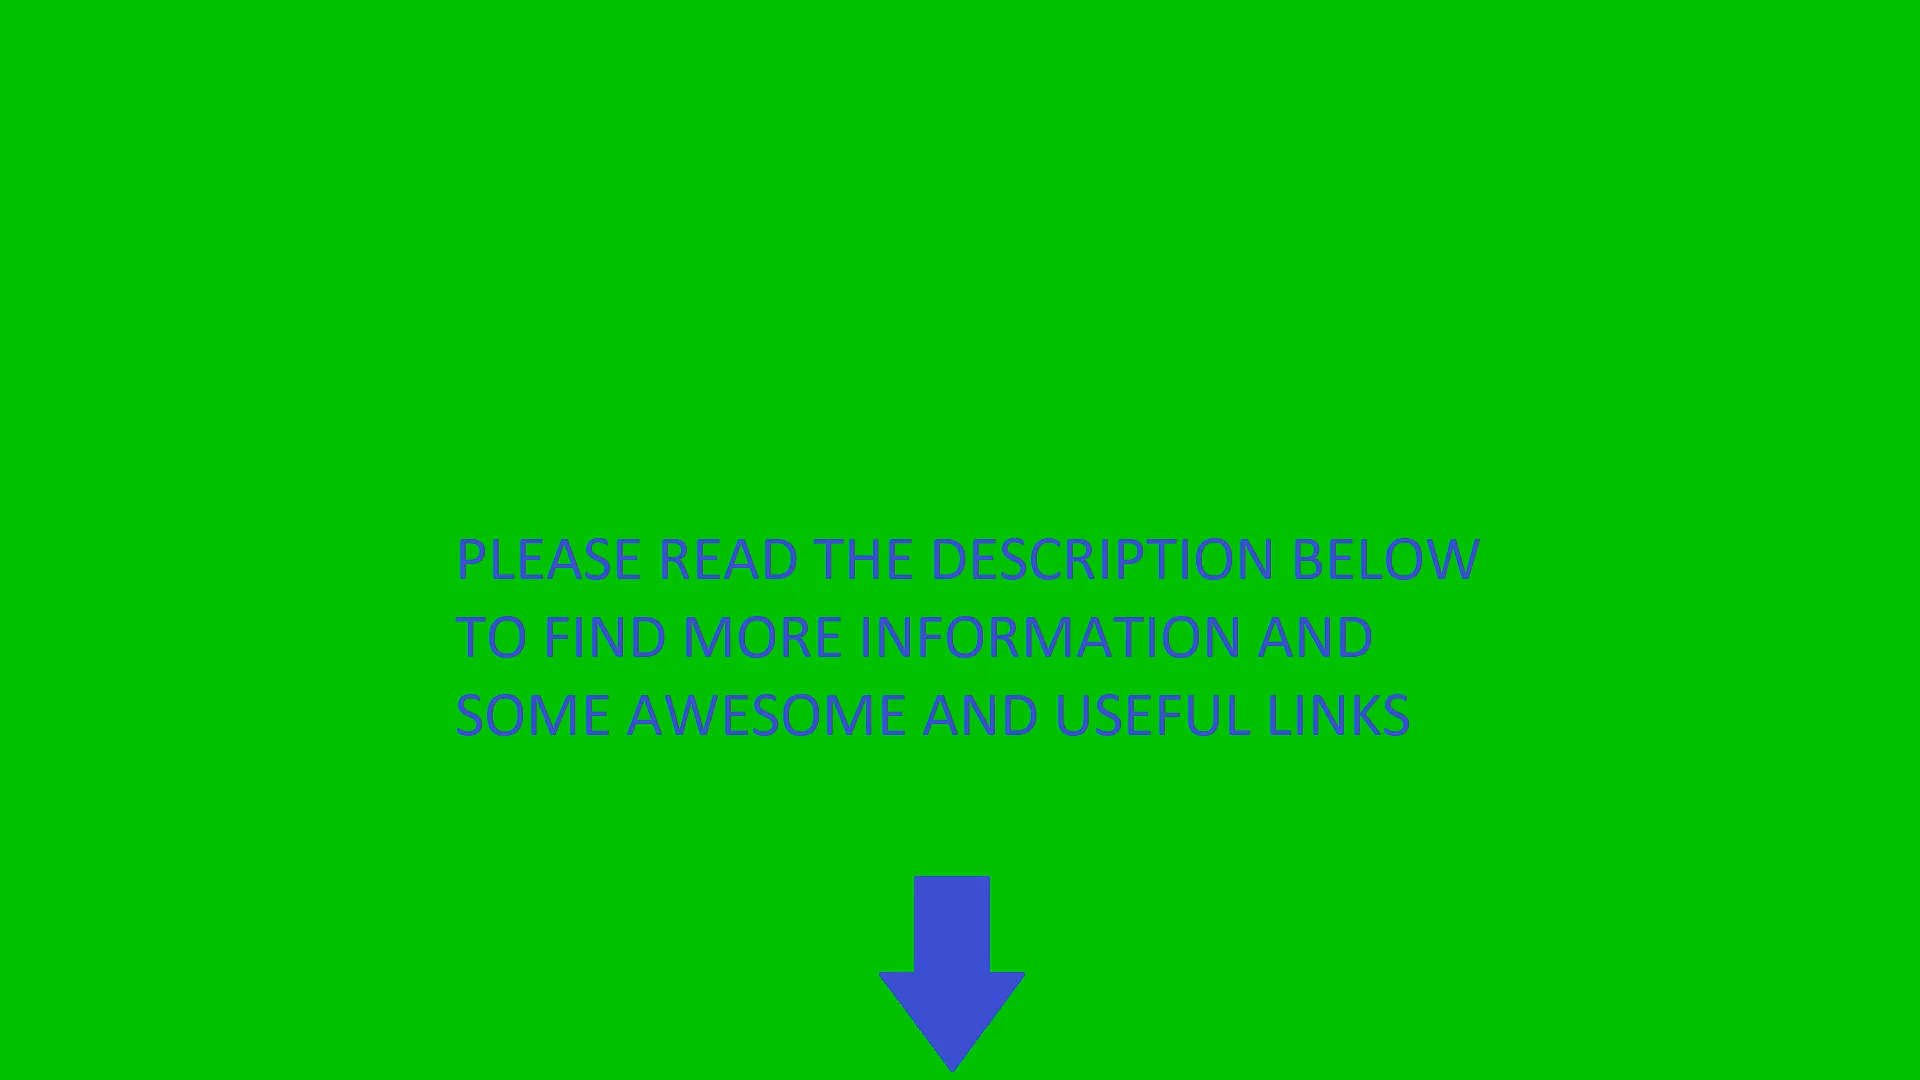 PLEASE READ THE DESCRIPTION BELOW
TO FIND MORE INFORMATION AND
SOME AWESOME AND USEFUL LINKS